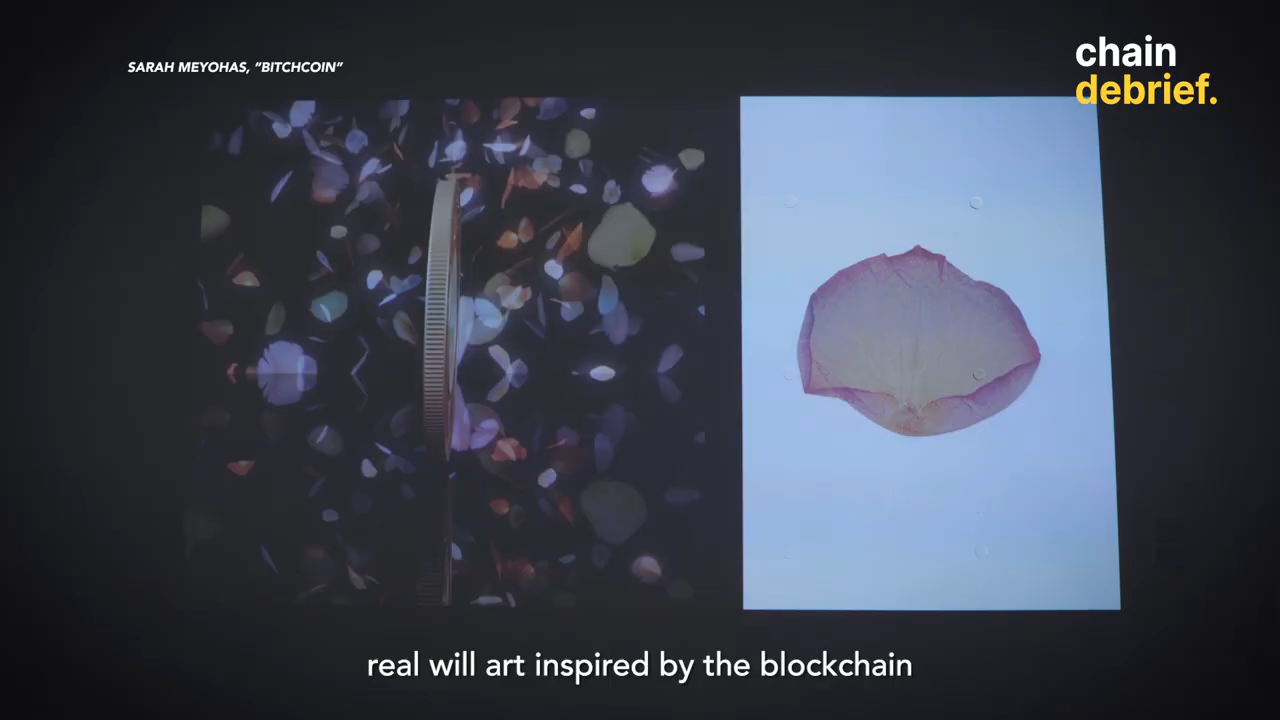 SARAH MEYOHAS, “BITCHCOIN”
chain
debrief.
real will art inspired by the blockchain